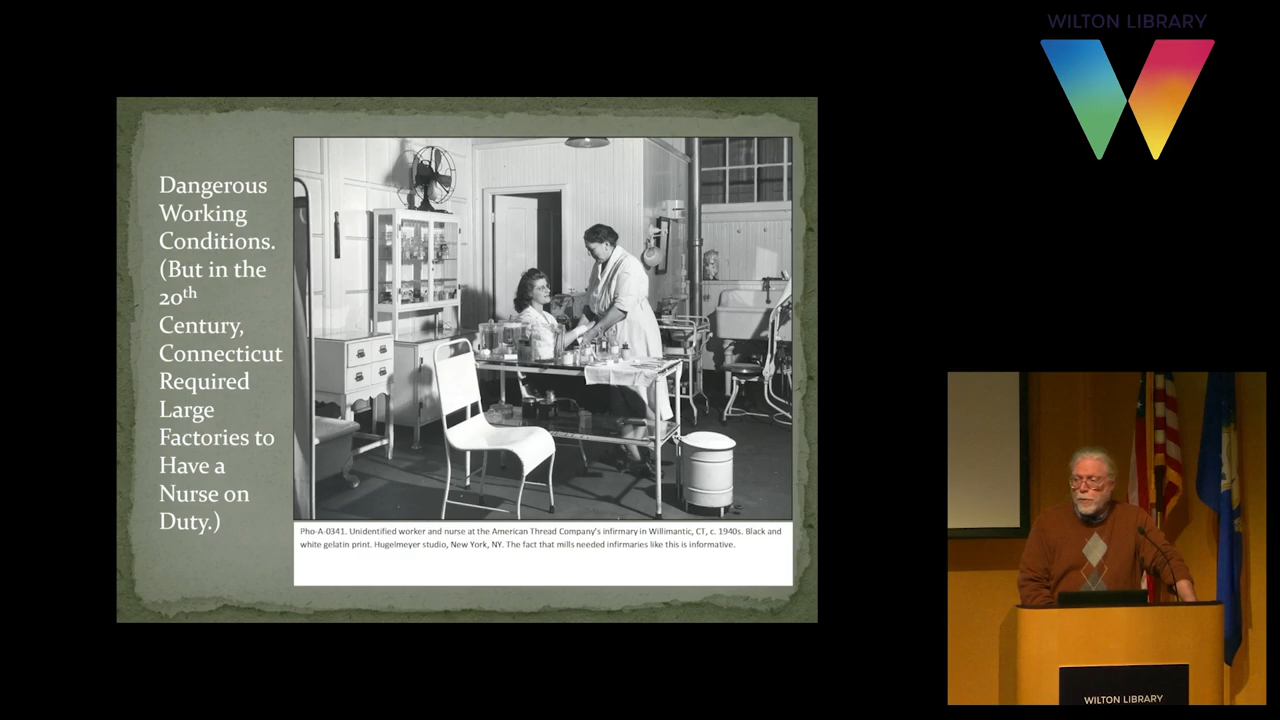 WILTON LIBRARY
Dangerous
Working
Conditions.
(But in the
20th
Century,
Connecticut
Required
Large
Factories to
Have a
Nurse on
Duty.)
Pho-A-0341. Unidentified worker and nurse at the American Thread Company's infirmary in Willimantic, CT, c. 1940s. Black and
white gelatin print. Hugelmeyer studio, New York, NY. The fact that mills needed infirmaries like this is informative.
WILTON LIBRARY